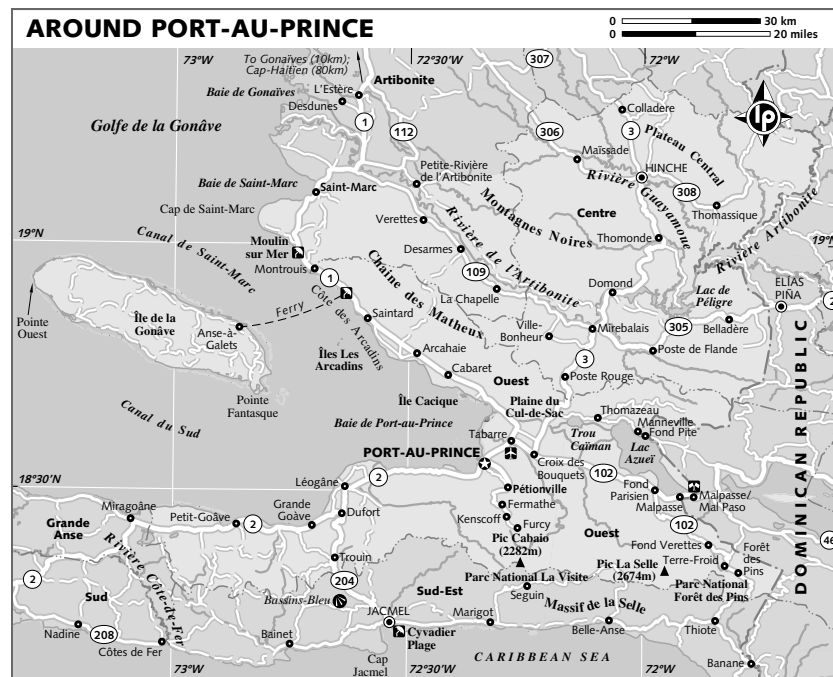 AROUND PORT-AU-PRINCE
0 30 km
0 20 miles
73°W
72°30'W
72°W
To Gonaïves (10km);
Cap-Haïtien (80km)
307
Artibonite
L'Estère
Baie de Gonaïves
Desdunes
Colladere
lp
Golfe de la Gonâve
1
112
306
3
Plateau Central
Maïssade
Petite-Rivière
de l'Artibonite
HINCHE
Baie de Saint-Marc
Saint-Marc
Rivière Guayamouc
308
Cap de Saint-Marc
Montagnes Noires
Centre
Thomassique
Verettes
Rivière de l'Artibonite
Rivière Artibonite
19°N
Canal de Saint-Marc
Moulin
sur Mer
Desarmes
Thomonde
19°N
Montrouis
1
Chaîne des Matheux
109
Domond
Lac de
Péligre
ELIAS
PIÑA
La Chapelle
Ferry
Côte des Arcadins
Pointe
Ouest
Île de la
Gonâve
Anse-à-
Galets
Saintard
Ville-
Bonheur
Mirebalais
305
Belladère
2
Îles Les
Arcadins
Arcahaie
3
Poste de Flande
Cabaret
Ouest
Poste Rouge
DOMINICAN REPUBLIC
Pointe
Fantasque
Île Cacique
Plaine du
Cul-de-Sac
Canal du Sud
Baie de Port-au-Prince
Thomazeau
Manneville
Fond Pite
Tabarre
Trou
Caïman
Lac
Azueï
PORT-AU-PRINCE
Croix des
Bouquets
18°30'N
Léogâne
2
102
Pétionville
Fond
Parisien
Malpasse/
Mal Paso
Malpasse
Miragoâne
Fermathe
Grande
Anse
Petit-Goâve
2
Grande
Goâve
Dufort
Kenscoff
Furcy
Ouest
102
46
Pic Cabaio
(2282m)
Fond Verettes
Forêt
des
Pins
Rivière Côte-de-Fer
Trouin
Terre-Froid
Pic La Selle
(2674m)
2
204
Parc National La Visite
Parc National
Forêt des Pins
Sud
Bassins-Bleu
Sud-Est
Seguin
Massif de la Selle
JACMEL
Marigot
Nadine
208
Côtes de Fer
Bainet
Cyvadier
Plage
Belle-Anse
Thiote
Cap
Jacmel
CARIBBEAN SEA
Banane
73°W
72°30'W
72°W